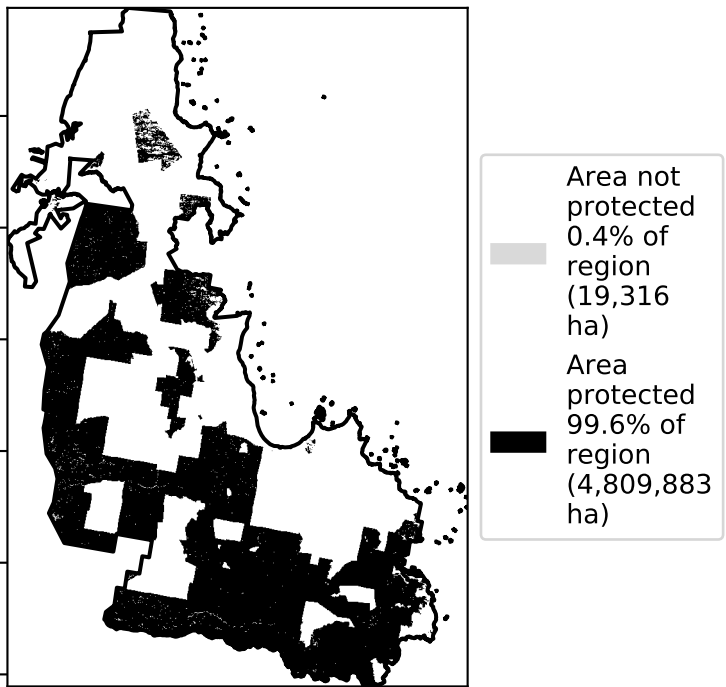 Area not
protected
0.4% of
region
(19,316
ha)
Area
protected
99.6% of
region
(4,809,883
ha)